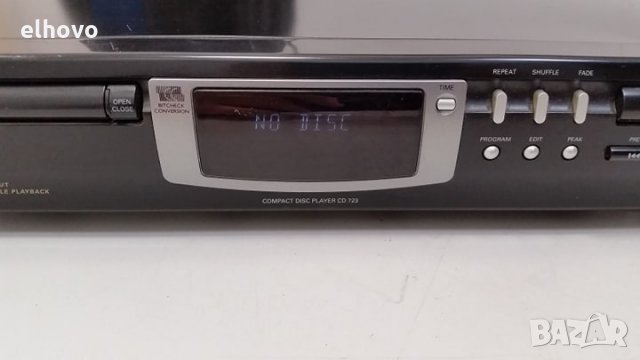 elhovo
OPEN
CLOSE
BITCHECK
CONVERSION
NO DISC
TIME
REPEAT SHUFFLE FADE
PROGRAM EDIT PEAK
COMPACT DISC PLAYER CD 723
LE PLAYBACK
BAZAR